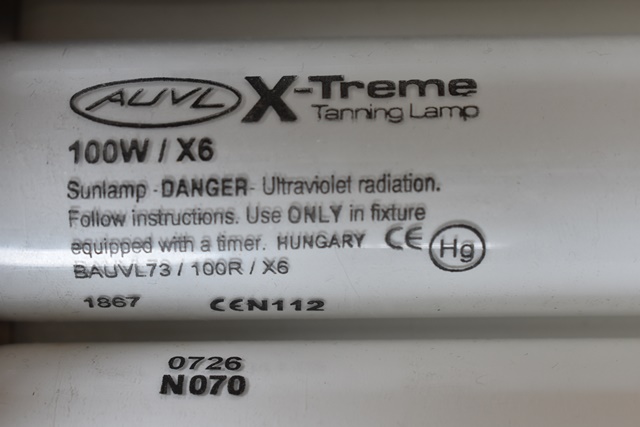 AUVL X-Treme
Tanning Lamp
100W / X6
Sunlamp - DANGER- Ultraviolet radiation.
Follow instructions. Use ONLY in fixture
equipped with a timer. HUNGARY CE Hg
BAUVL73 / 100R / X6
1867 CEN112
0726
N070